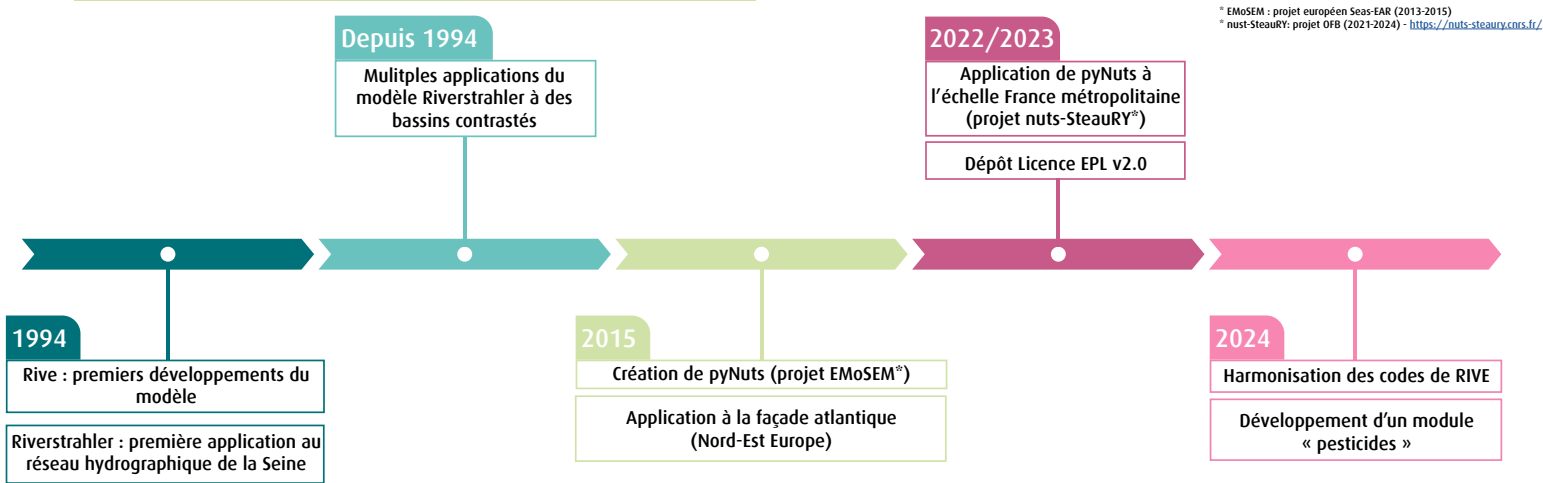 * EMoSEM : projet européen Seas-EAR (2013-2015)
* nust-SteauRY: projet OFB (2021-2024) - https://nuts-steaury.cnrs.fr/
Depuis 1994
Mulitples applications du
modèle Riverstrahler à des
bassins contrastés
2022/2023
Application de pyNuts à
l'échelle France métropolitaine
(projet nuts-SteauRY*)
Dépôt Licence EPL v2.0
1994
Rive : premiers développements du
modèle
Riverstrahler : première application au
réseau hydrographique de la Seine
2015
Création de pyNuts (projet EMoSEM*)
Application à la façade atlantique
(Nord-Est Europe)
2024
Harmonisation des codes de RIVE
Développement d'un module
« pesticides »